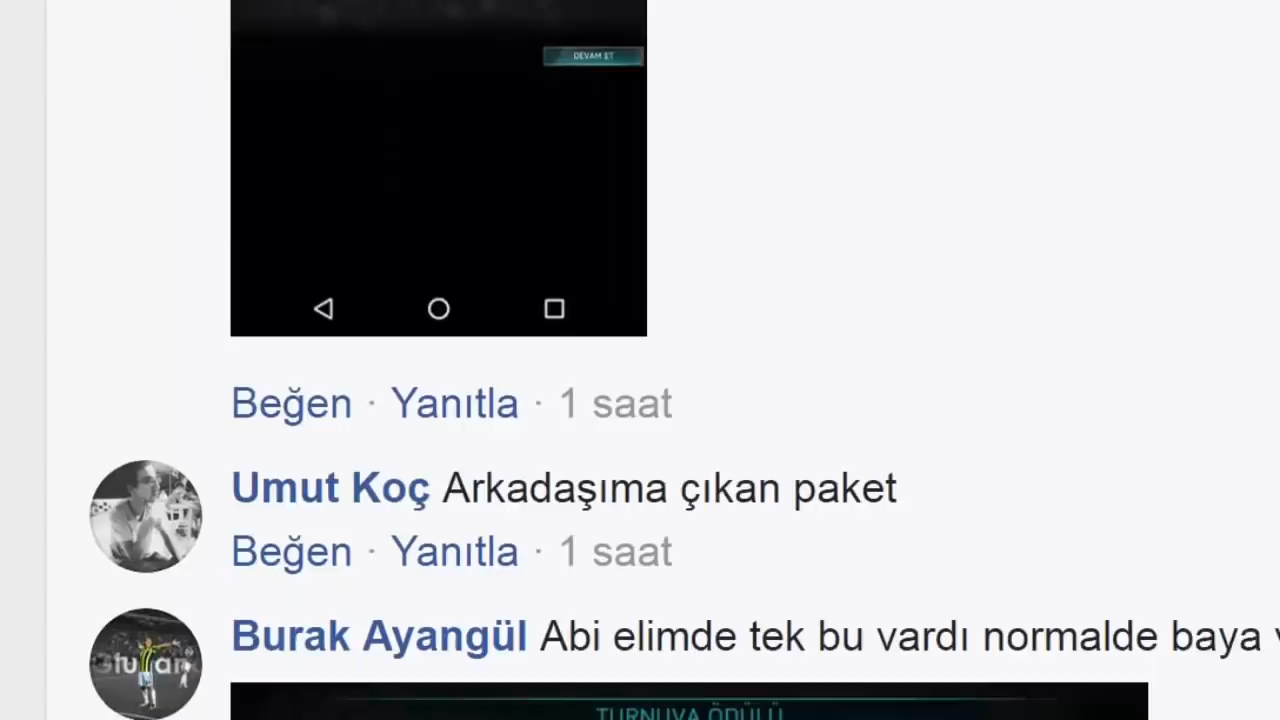 DEVAM ET
Beğen · Yanıtla · 1 saat
Umut Koç Arkadaşıma çıkan paket
Beğen · Yanıtla · 1 saat
Burak Ayangül Abi elimde tek bu vardı normalde baya
TURNUVA ÖDÜLÜ